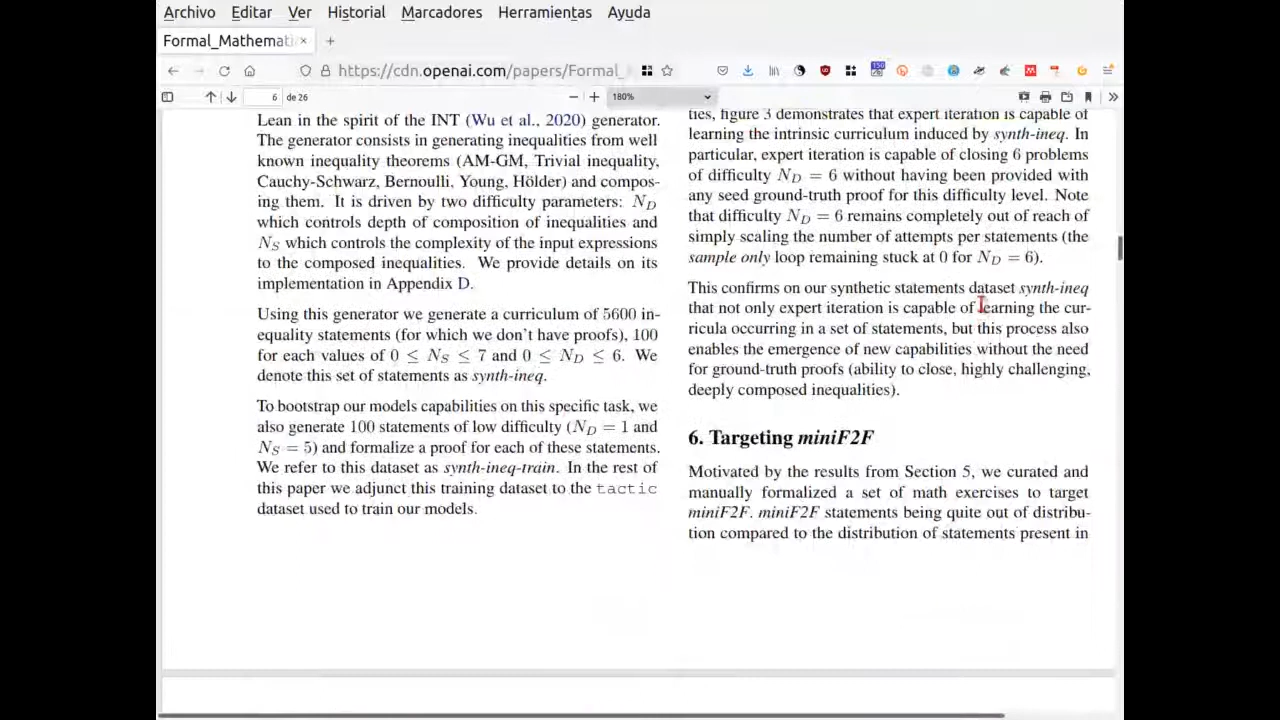 Archivo Editar Ver Historial Marcadores Herramientas Ayuda
Formal_Mathemati × +
https://cdn.openai.com/papers/Formal_ 150
6 de 26 — + 180%
Lean in the spirit of the INT (Wu et al., 2020) generator.
The generator consists in generating inequalities from well
known inequality theorems (AM-GM, Trivial inequality,
Cauchy-Schwarz, Bernoulli, Young, Hölder) and compos-
ing them. It is driven by two difficulty parameters: N_D
which controls depth of composition of inequalities and
N_S which controls the complexity of the input expressions
to the composed inequalities. We provide details on its
implementation in Appendix D.
Using this generator we generate a curriculum of 5600 in-
equality statements (for which we don't have proofs), 100
for each values of 0 ≤ N_S ≤ 7 and 0 ≤ N_D ≤ 6. We
denote this set of statements as synth-ineq.
To bootstrap our models capabilities on this specific task, we
also generate 100 statements of low difficulty (N_D = 1 and
N_S = 5) and formalize a proof for each of these statements.
We refer to this dataset as synth-ineq-train. In the rest of
this paper we adjunct this training dataset to the tactic
dataset used to train our models.
ties, figure 3 demonstrates that expert iteration is capable of
learning the intrinsic curriculum induced by synth-ineq. In
particular, expert iteration is capable of closing 6 problems
of difficulty N_D = 6 without having been provided with
any seed ground-truth proof for this difficulty level. Note
that difficulty N_D = 6 remains completely out of reach of
simply scaling the number of attempts per statements (the
sample only loop remaining stuck at 0 for N_D = 6).
This confirms on our synthetic statements dataset synth-ineq
that not only expert iteration is capable of learning the cur-
ricula occurring in a set of statements, but this process also
enables the emergence of new capabilities without the need
for ground-truth proofs (ability to close, highly challenging,
deeply composed inequalities).
6. Targeting miniF2F
Motivated by the results from Section 5, we curated and
manually formalized a set of math exercises to target
miniF2F. miniF2F statements being quite out of distribu-
tion compared to the distribution of statements present in